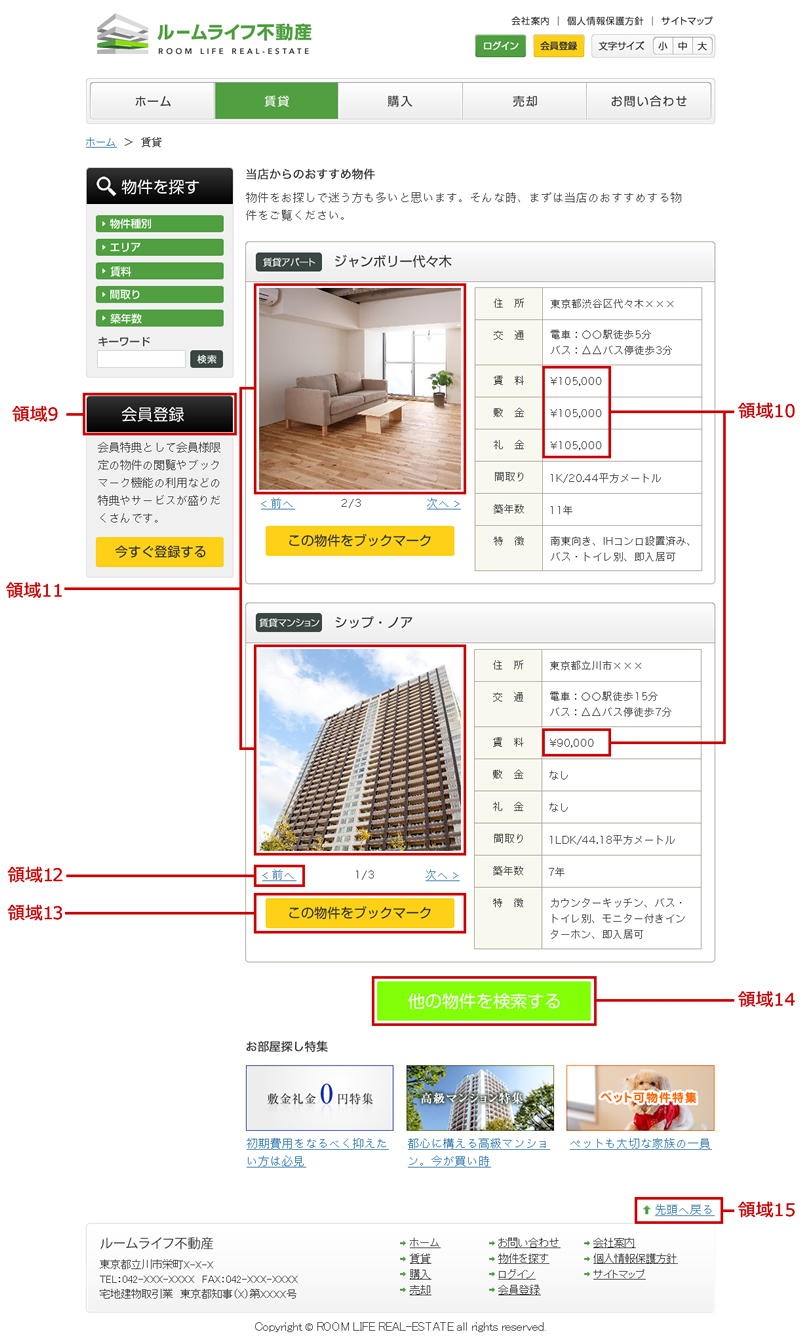 ルームライフ不動産
ROOM LIFE REAL-ESTATE
会社案内 | 個人情報保護方針 | サイトマップ
ログイン 会員登録 文字サイズ 小 中 大
ホーム 賃貸 購入 売却 お問い合わせ
ホーム > 賃貸
物件を探す
物件種別
エリア
賃料
間取り
築年数
キーワード
検索
領域9
会員登録
会員特典として会員様限
定の物件の閲覧やブック
マーク機能の利用などの
特典やサービスが盛りだ
くさんです。
今すぐ登録する
当店からのおすすめ物件
物件をお探しで迷う方も多いと思います。そんな時、まずは当店のおすすめする物
件をご覧ください。
賃貸アパート ジャンボリー代々木
住 所 東京都渋谷区代々木×××
交 通 電車：○○駅徒歩5分
バス：△△バス停徒歩3分
賃 料 ¥105,000
敷 金 ¥105,000
礼 金 ¥105,000
間取り 1K/20.44平方メートル
築年数 11年
特 徴 南東向き、IHコンロ設置済み、
バス・トイレ別、即入居可
< 前へ 2/3 次へ >
この物件をブックマーク
領域10
領域11
賃貸マンション シップ・ノア
住 所 東京都立川市×××
交 通 電車：○○駅徒歩15分
バス：△△バス停徒歩7分
賃 料 ¥90,000
敷 金 なし
礼 金 なし
間取り 1LDK/44.18平方メートル
築年数 7年
特 徴 カウンターキッチン、バス・
トイレ別、モニター付きイン
ターホン、即入居可
領域12
< 前へ 1/3 次へ >
領域13
この物件をブックマーク
他の物件を検索する
領域14
お部屋探し特集
敷金礼金0円特集
高級マンション特集
ペット可物件特集
初期費用をなるべく抑えた
い方は必見
都心に構える高級マンショ
ン。今が買い時
ペットも大切な家族の一員
先頭へ戻る
領域15
ルームライフ不動産
東京都立川市栄町X-X-X
TEL:042-XXX-XXXX FAX:042-XXX-XXXX
宅地建物取引業 東京都知事(X)第XXXX号
ホーム
賃貸
購入
売却
お問い合わせ
物件を探す
ログイン
会員登録
会社案内
個人情報保護方針
サイトマップ
Copyright © ROOM LIFE REAL-ESTATE all rights reserved.